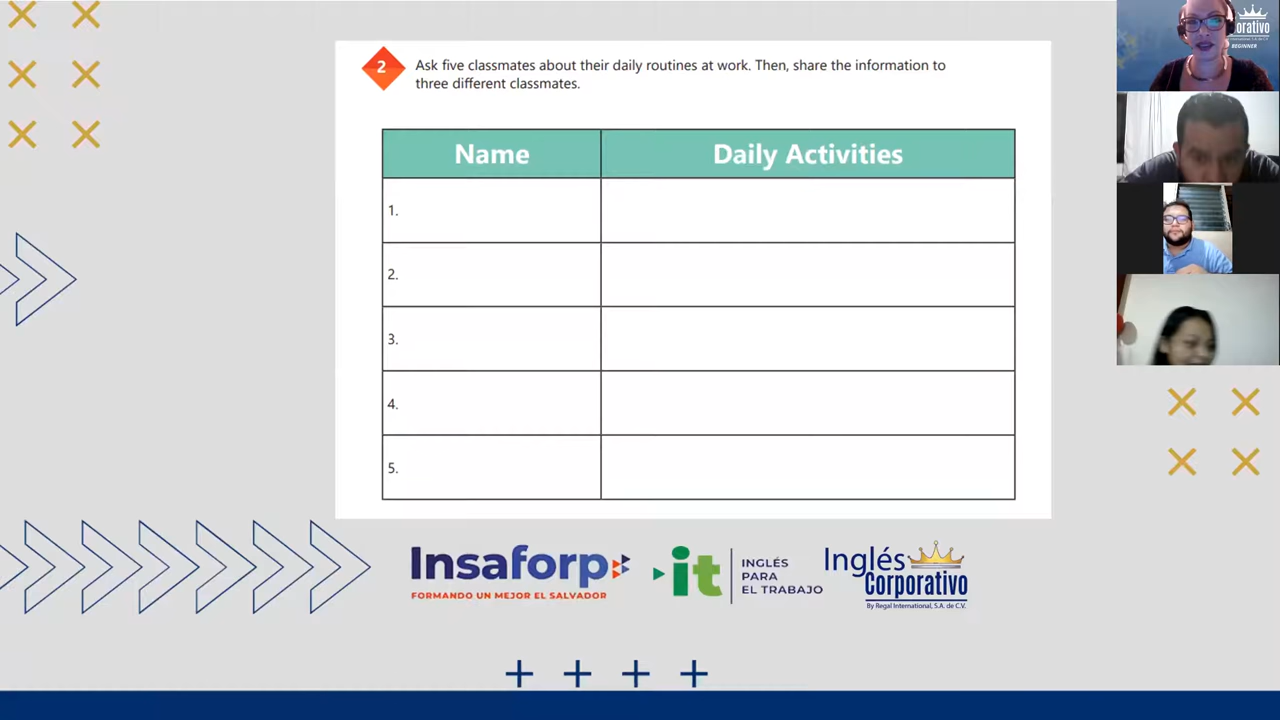 2
Ask five classmates about their daily routines at work. Then, share the information to
three different classmates.
Name
Daily Activities
1.
2.
3.
4.
5.
Insaforp
FORMANDO UN MEJOR EL SALVADOR
it
INGLÉS
PARA
EL TRABAJO
Inglés
Corporativo
By Regal International, S.A. de C.V.
orativo
BEGINNER